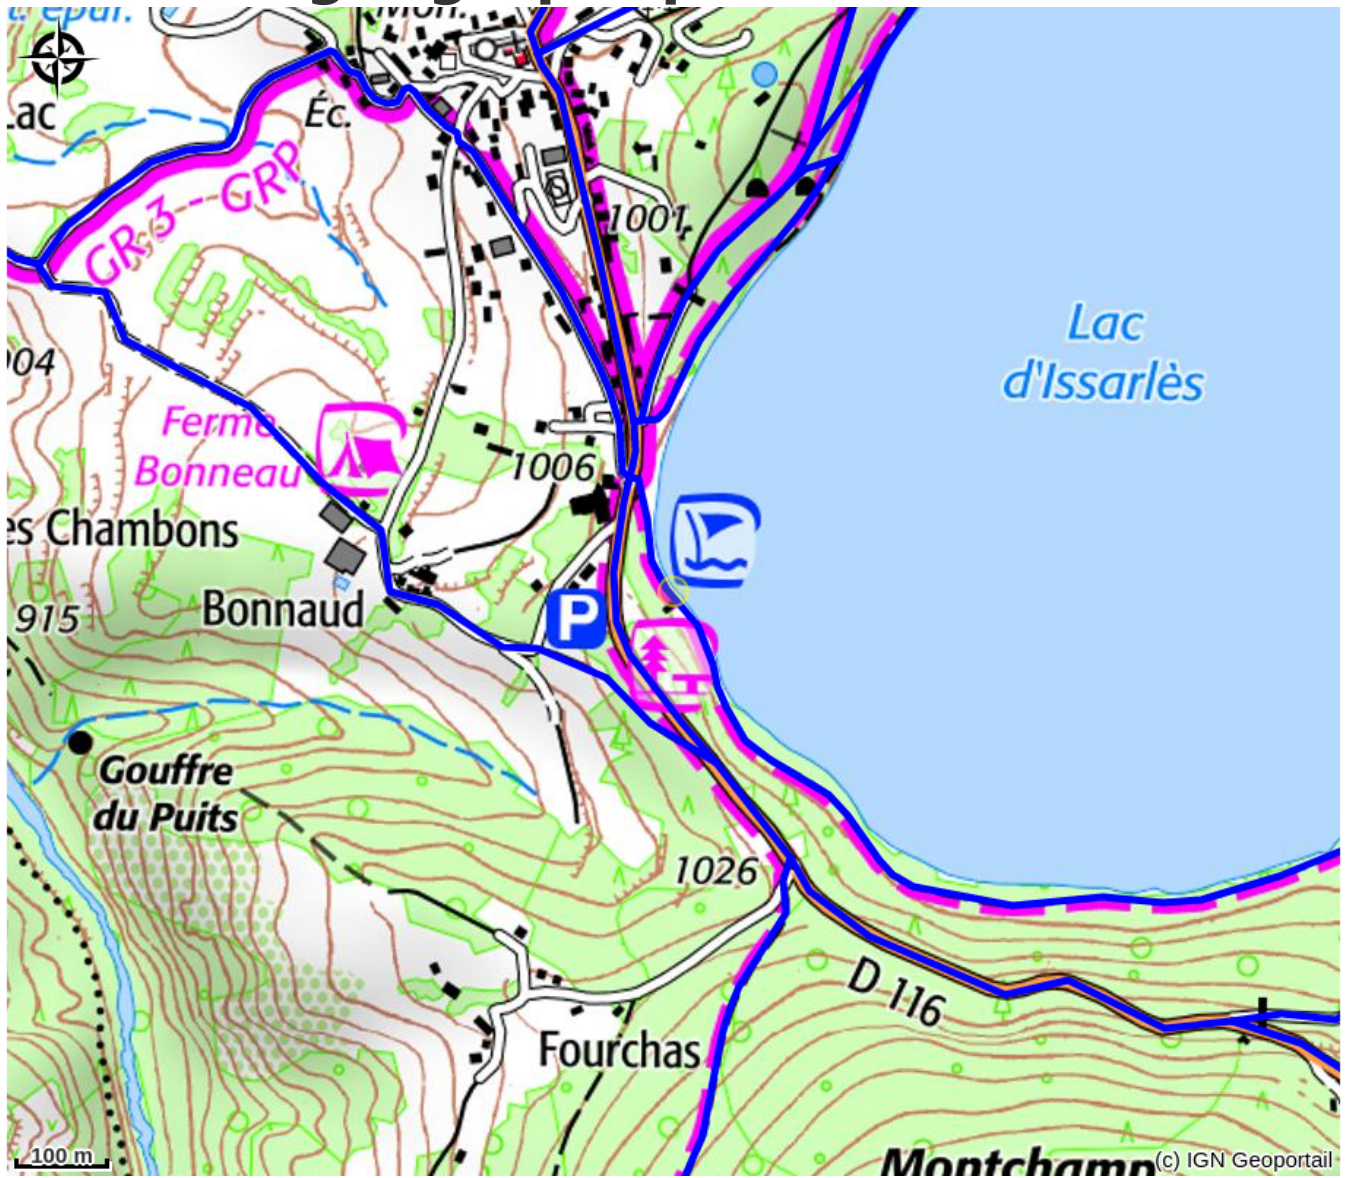 Mon.
Lac
Éc.
GR 3 - GRP
1001
Lac
d'Issarlès
Ferme
Bonneau
1006
es Chambons
915
Bonnaud
P
Gouffre
du Puits
1026
D 116
Fourchas
100 m
Montchamp
(c) IGN Geoportail